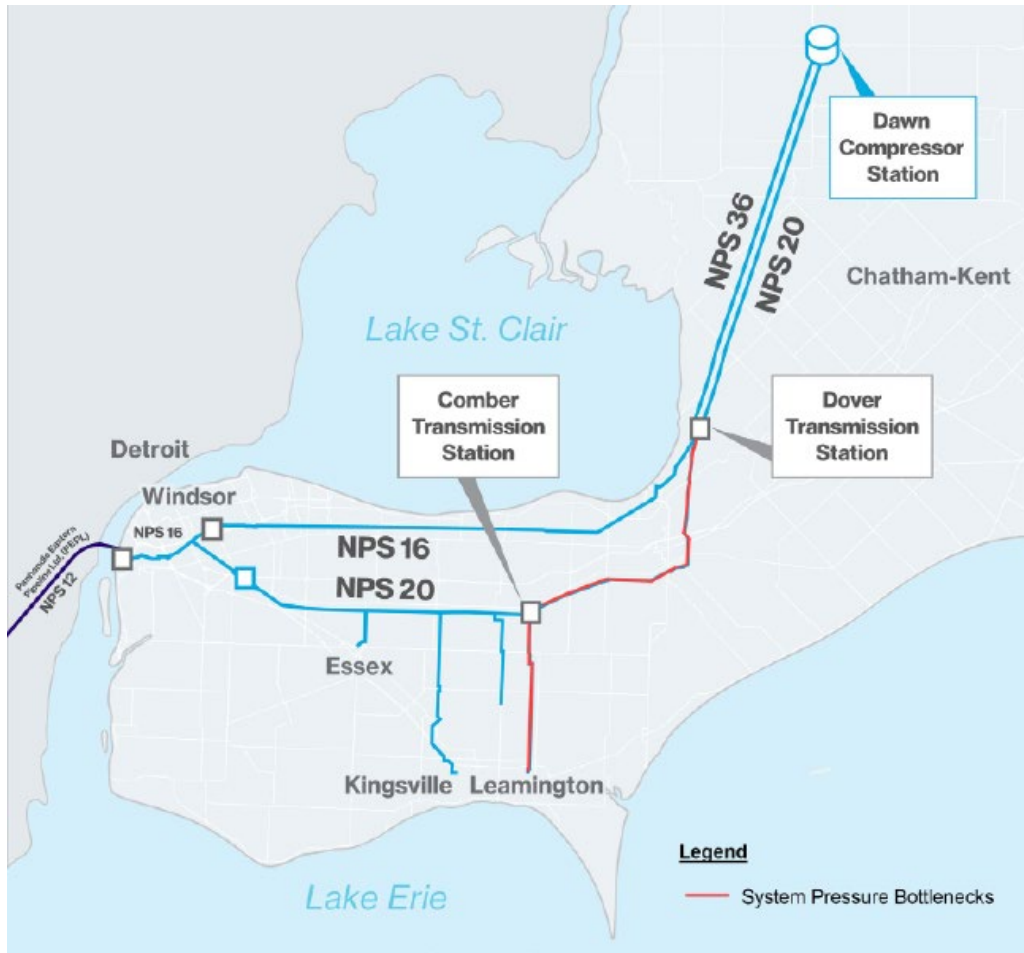 Dawn
Compressor
Station
NPS 36
NPS 20
Chatham-Kent
Lake St. Clair
Comber
Transmission
Station
Dover
Transmission
Station
Detroit
Windsor
NPS 16
Panhandle Eastern
Pipeline Ltd. (PEPL)
NPS 12
NPS 16
NPS 20
Essex
Kingsville
Leamington
Lake Erie
Legend
System Pressure Bottlenecks